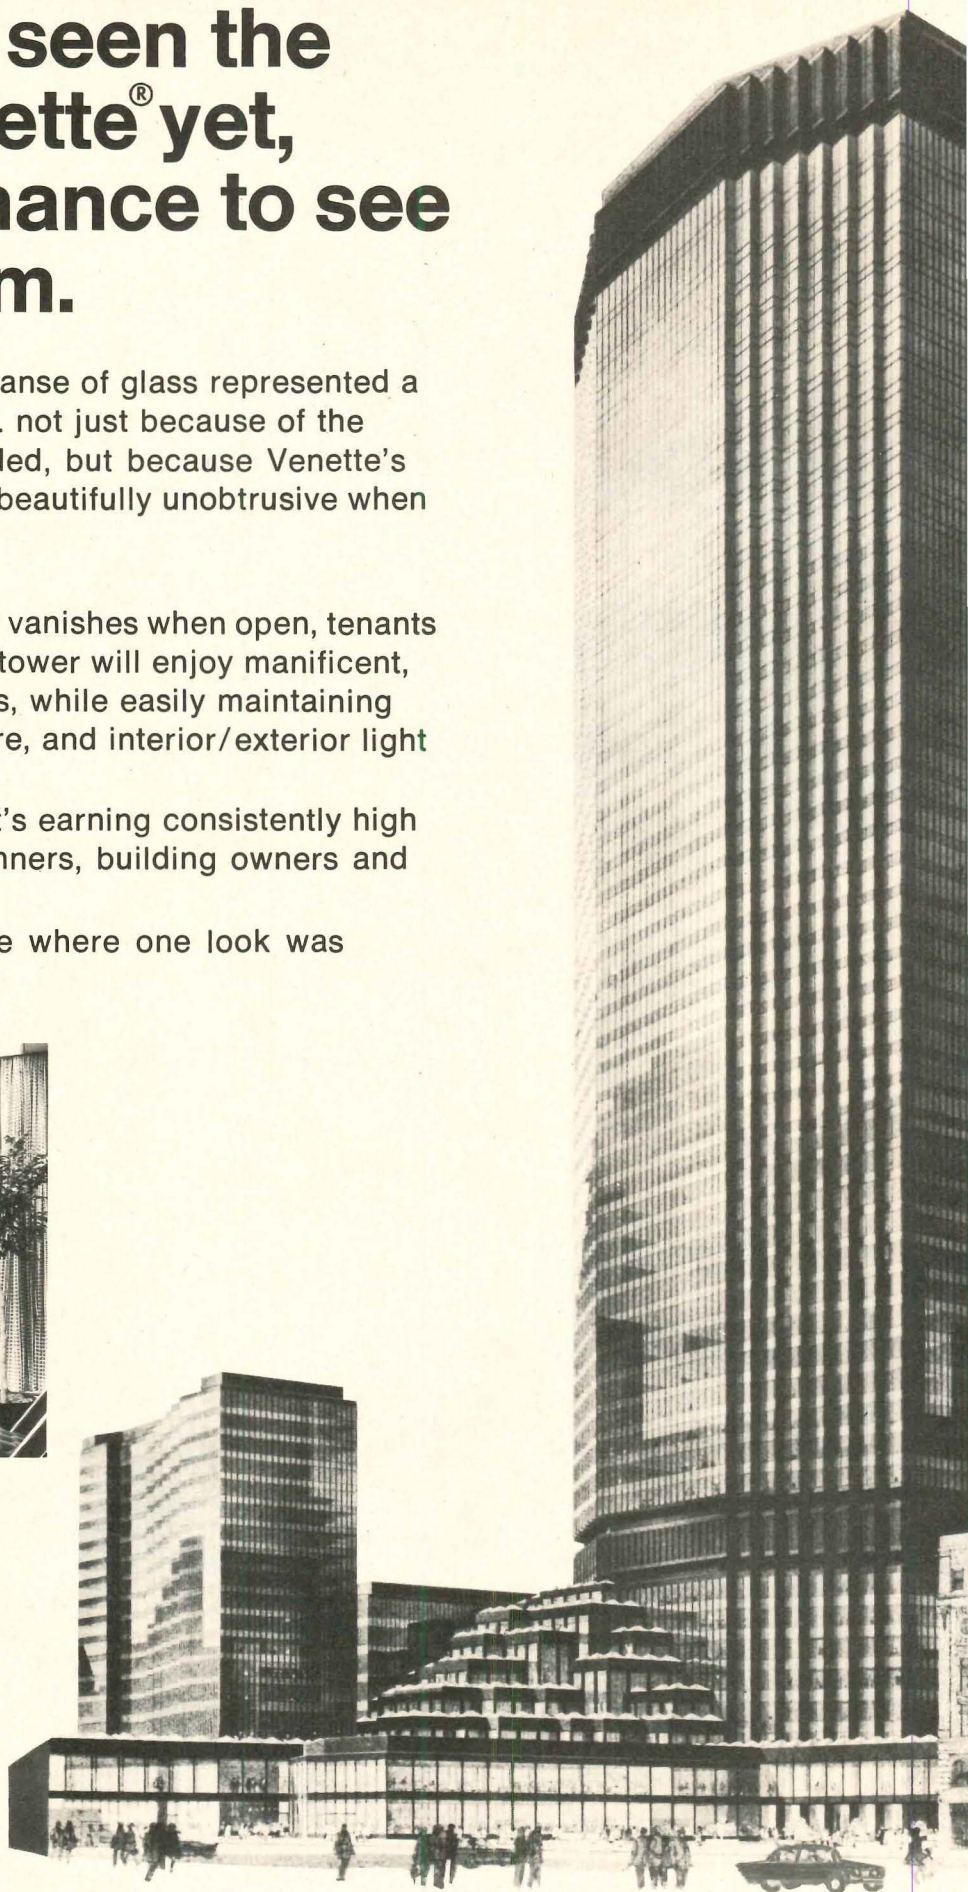 seen the
ette® yet,
hance to see
m.
anse of glass represented a
. not just because of the
led, but because Venette's
beautifully unobtrusive when
vanishes when open, tenants
tower will enjoy manificent,
s, while easily maintaining
re, and interior/exterior light
t's earning consistently high
nners, building owners and
e where one look was